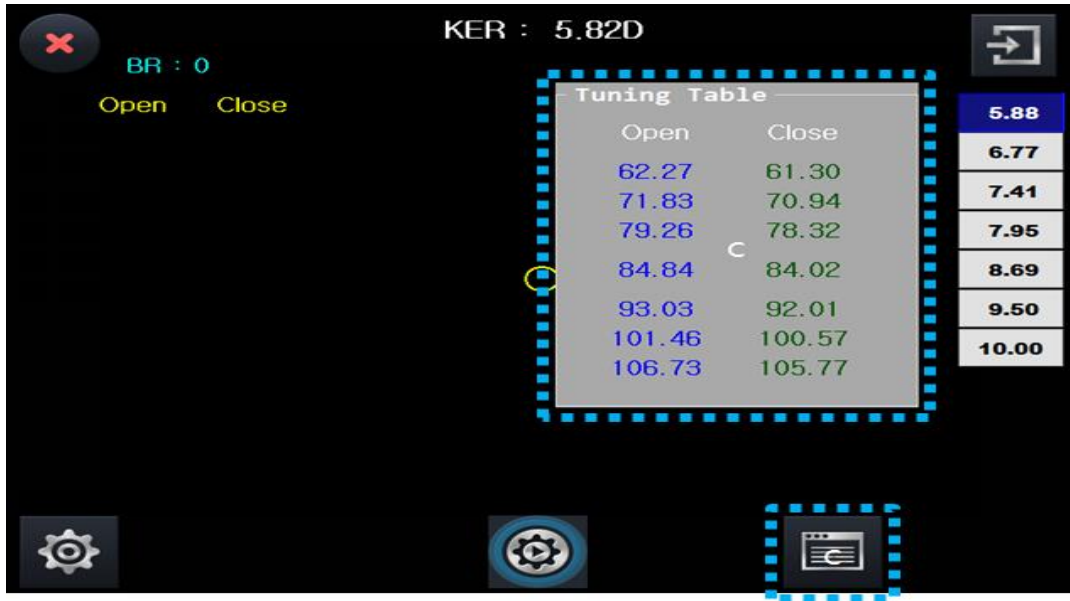 KER : 5.82D
BR : 0
Open Close
Tuning Table
Open Close
62.27 61.30
71.83 70.94
79.26 78.32
C
84.84 84.02
93.03 92.01
101.46 100.57
106.73 105.77
5.88
6.77
7.41
7.95
8.69
9.50
10.00
C